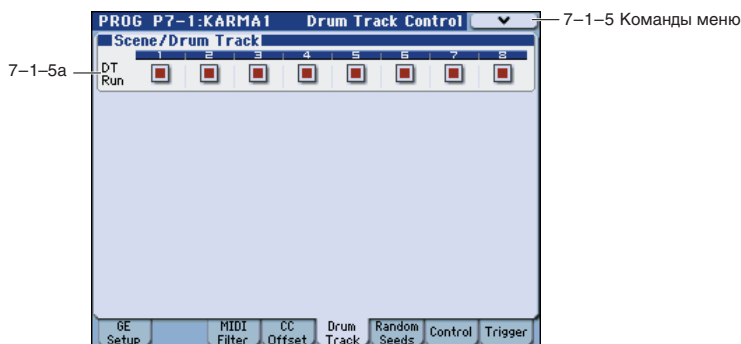 PROG P7-1:KARMA1 Drum Track Control
7–1–5 Команды меню
Scene/Drum Track
1 2 3 4 5 6 7 8
7–1–5a
DT
Run
GE
Setup
MIDI
Filter
CC
Offset
Drum
Track
Random
Seeds
Control
Trigger